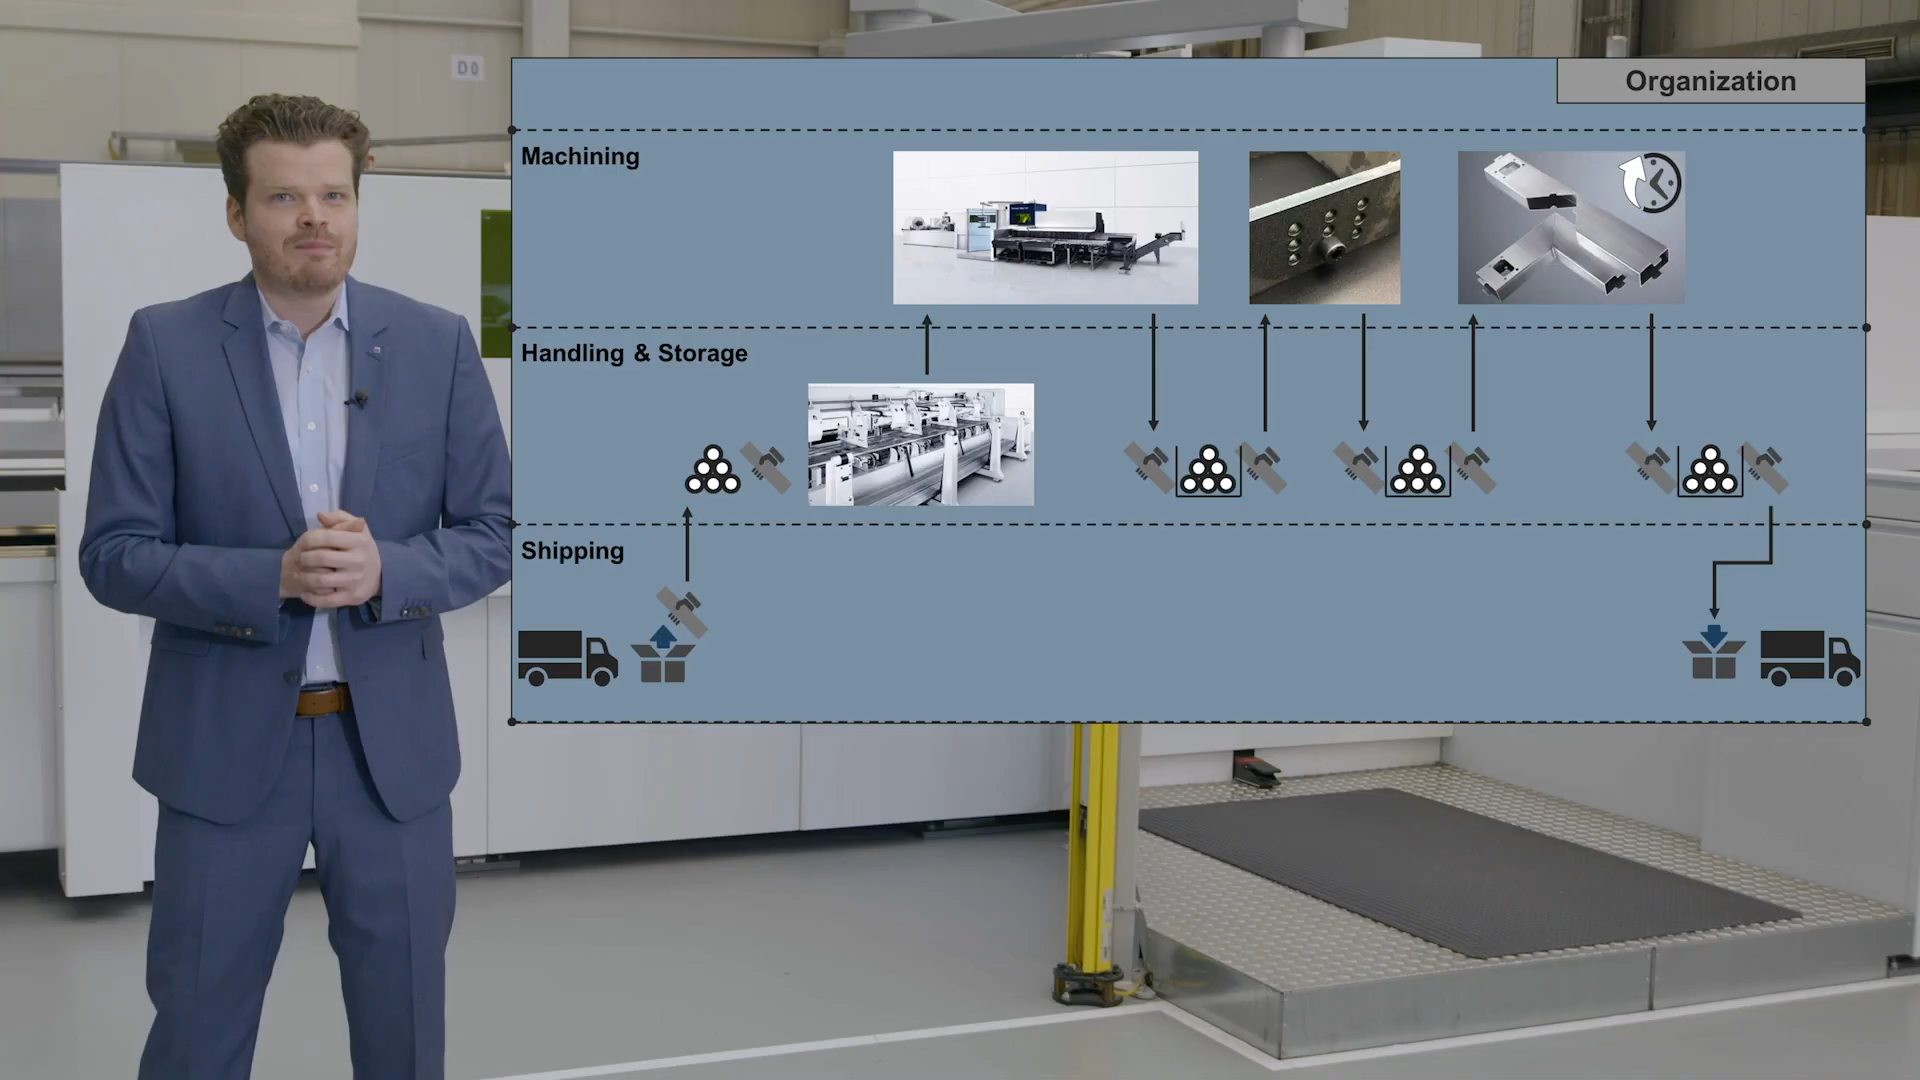 D0
Organization
Machining
Handling & Storage
Shipping